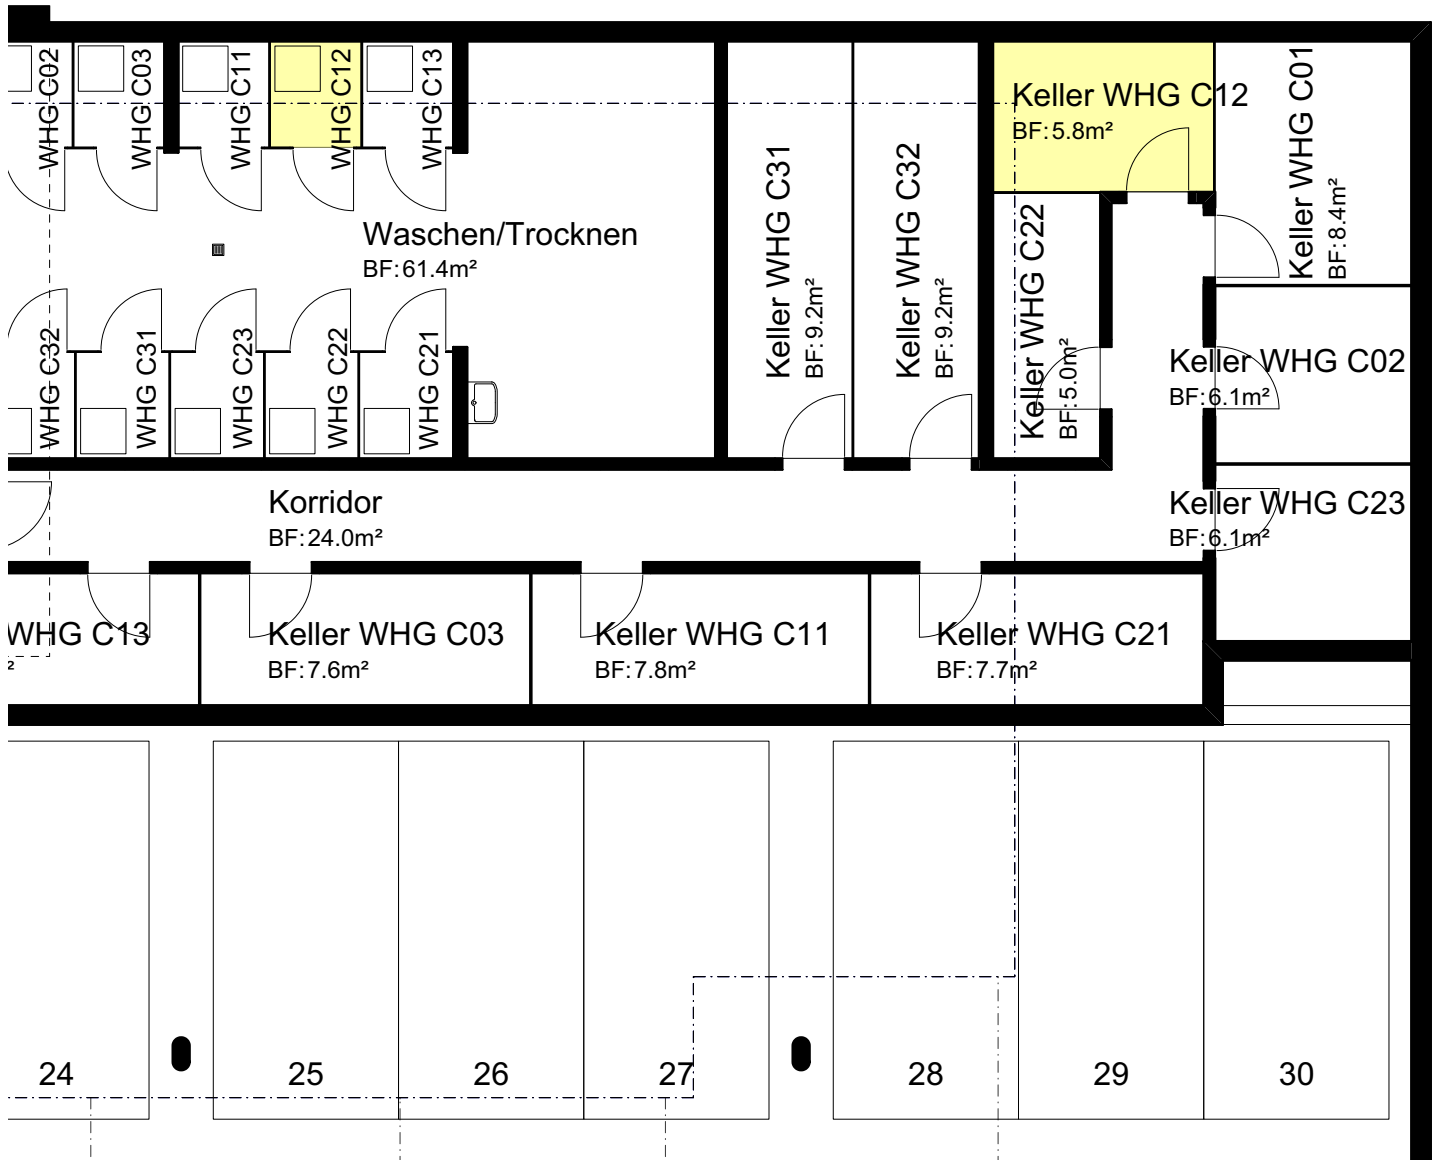 WHG C02
WHG C03
WHG C11
WHG C12
WHG C13
Keller WHG C12
BF:5.8m²
Keller WHG C01
BF:8.4m²
Keller WHG C31
BF:9.2m²
Keller WHG C32
BF:9.2m²
Keller WHG C22
BF:5.0m²
Waschen/Trocknen
BF:61.4m²
WHG C32
WHG C31
WHG C23
WHG C22
WHG C21
Keller WHG C02
BF:6.1m²
Korridor
BF:24.0m²
Keller WHG C23
BF:6.1m²
WHG C13
²
Keller WHG C03
BF:7.6m²
Keller WHG C11
BF:7.8m²
Keller WHG C21
BF:7.7m²
24
25
26
27
28
29
30